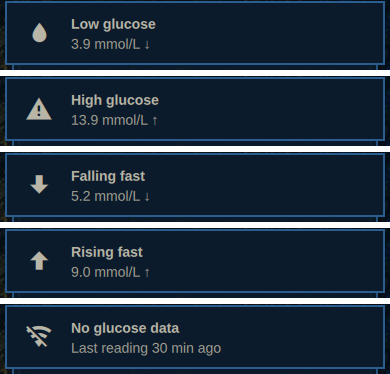 Low glucose
3.9 mmol/L ↓
High glucose
13.9 mmol/L ↑
Falling fast
5.2 mmol/L ↓
Rising fast
9.0 mmol/L ↑
No glucose data
Last reading 30 min ago